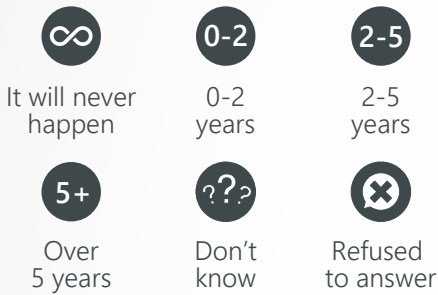 ∞
0-2
2-5
It will never
happen
0-2
years
2-5
years
5+
???
Over
5 years
Don't
know
Refused
to answer